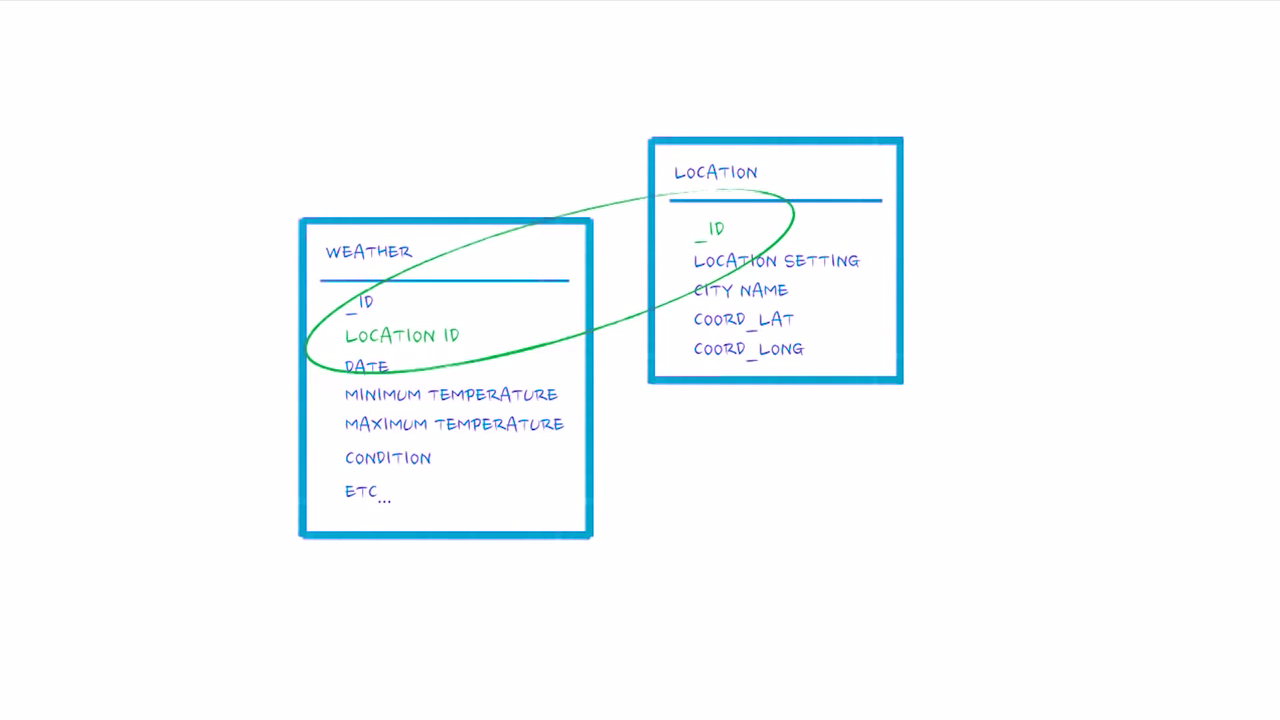 WEATHER
_ID
LOCATION ID
DATE
MINIMUM TEMPERATURE
MAXIMUM TEMPERATURE
CONDITION
ETC...
LOCATION
_ID
LOCATION SETTING
CITY NAME
COORD_LAT
COORD_LONG